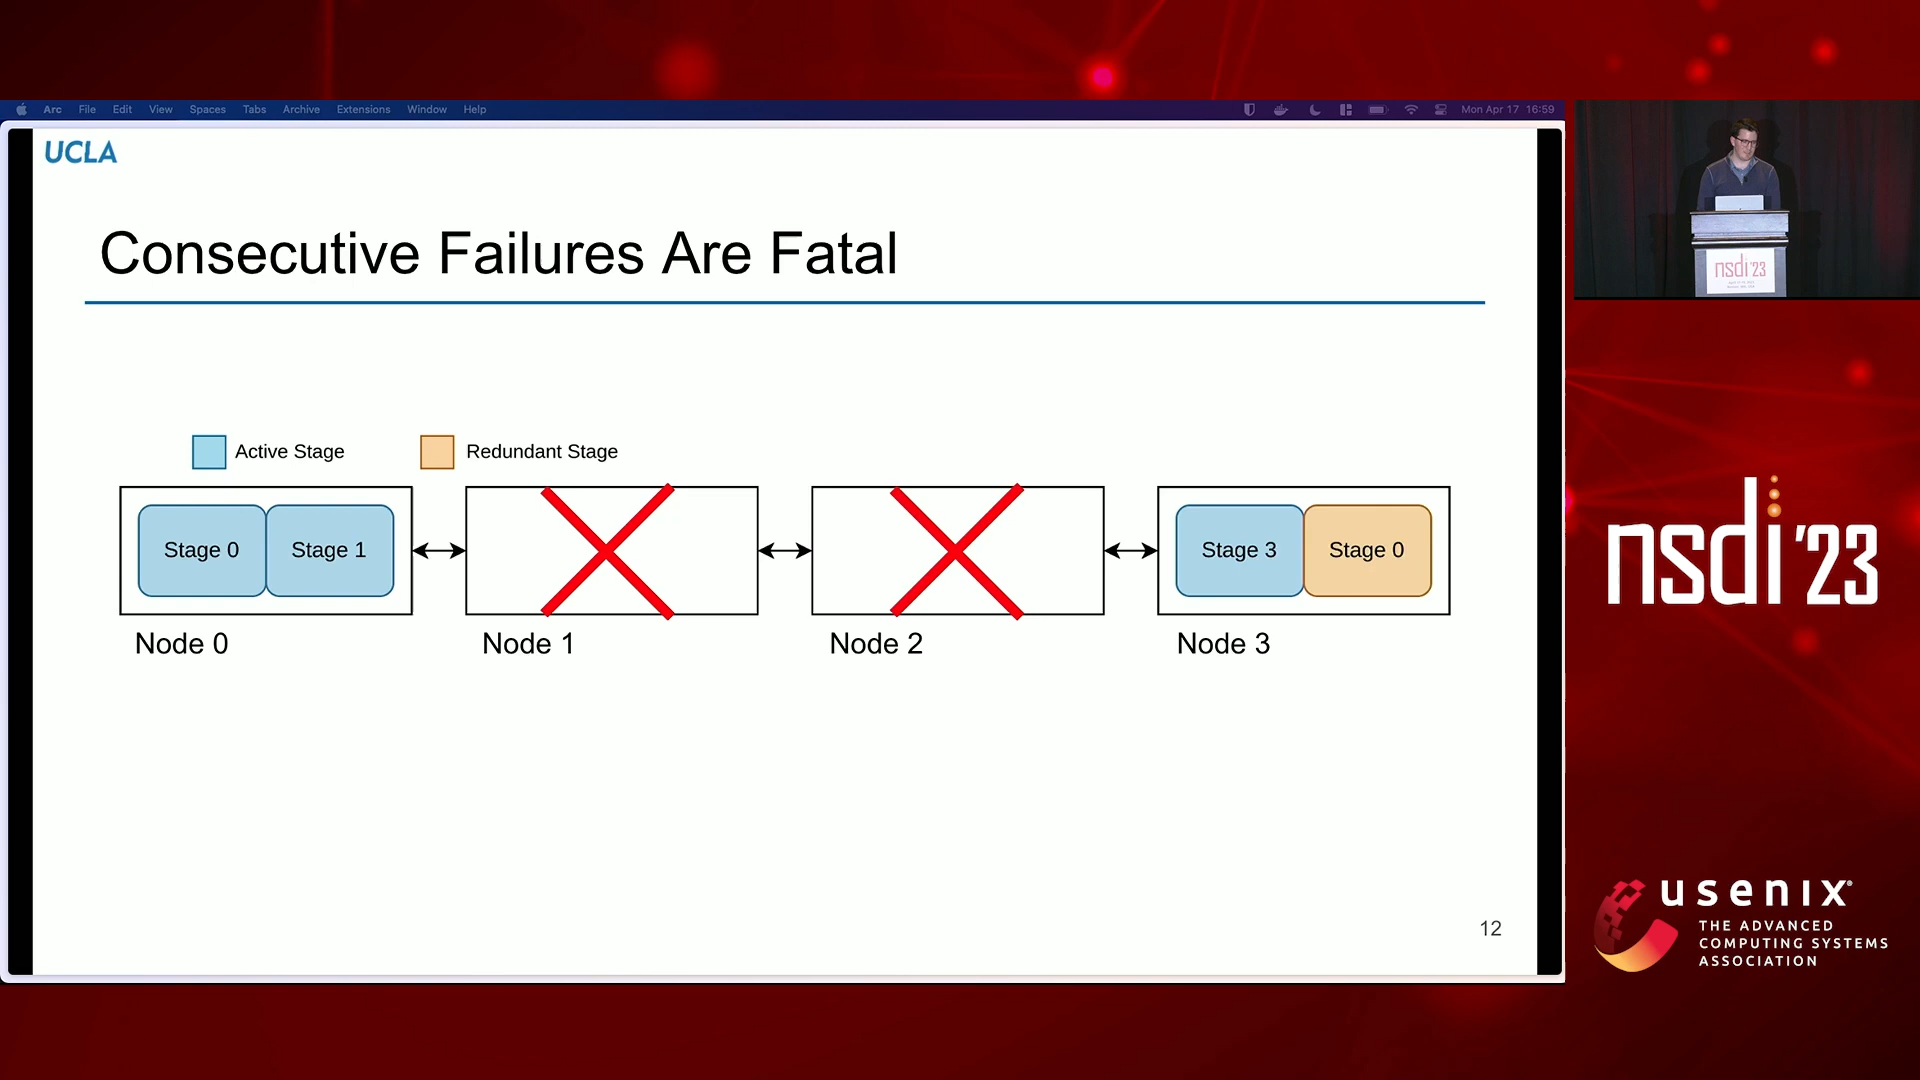 Arc File Edit View Spaces Tabs Archive Extensions Window Help Mon Apr 17 16:59
UCLA
Consecutive Failures Are Fatal
Active Stage Redundant Stage
Stage 0 Stage 1 Stage 3 Stage 0
Node 0 Node 1 Node 2 Node 3
12
nsdi '23
nsdi '23
usenix
THE ADVANCED
COMPUTING SYSTEMS
ASSOCIATION